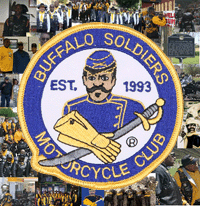 BUFFALO SOLDIERS
EST. 1993
®
MOTORCYCLE CLUB